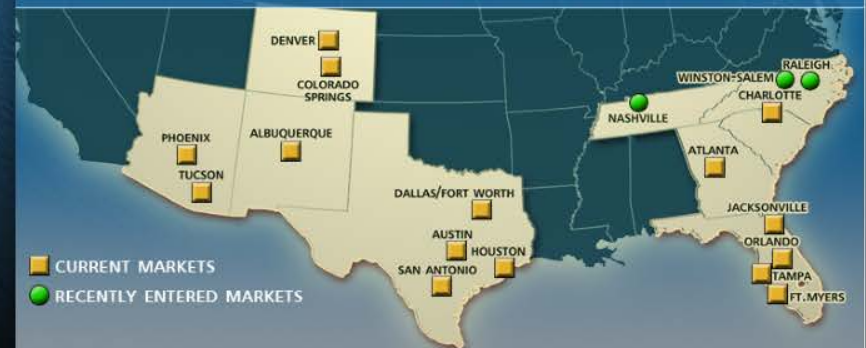 DENVER
COLORADO
SPRINGS
PHOENIX
TUCSON
ALBUQUERQUE
DALLAS/FORT WORTH
AUSTIN
HOUSTON
SAN ANTONIO
NASHVILLE
WINSTON-SALEM
RALEIGH
CHARLOTTE
ATLANTA
JACKSONVILLE
ORLANDO
TAMPA
FT.MYERS
CURRENT MARKETS
RECENTLY ENTERED MARKETS